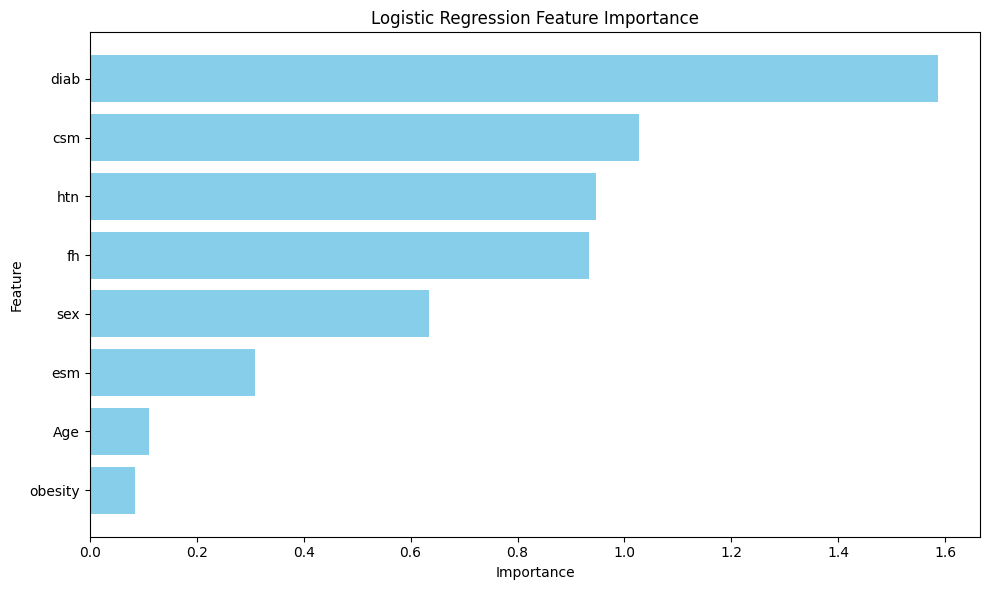 Logistic Regression Feature Importance
diab
csm
htn
fh
sex
esm
Age
obesity
Feature
0.0 0.2 0.4 0.6 0.8 1.0 1.2 1.4 1.6
Importance